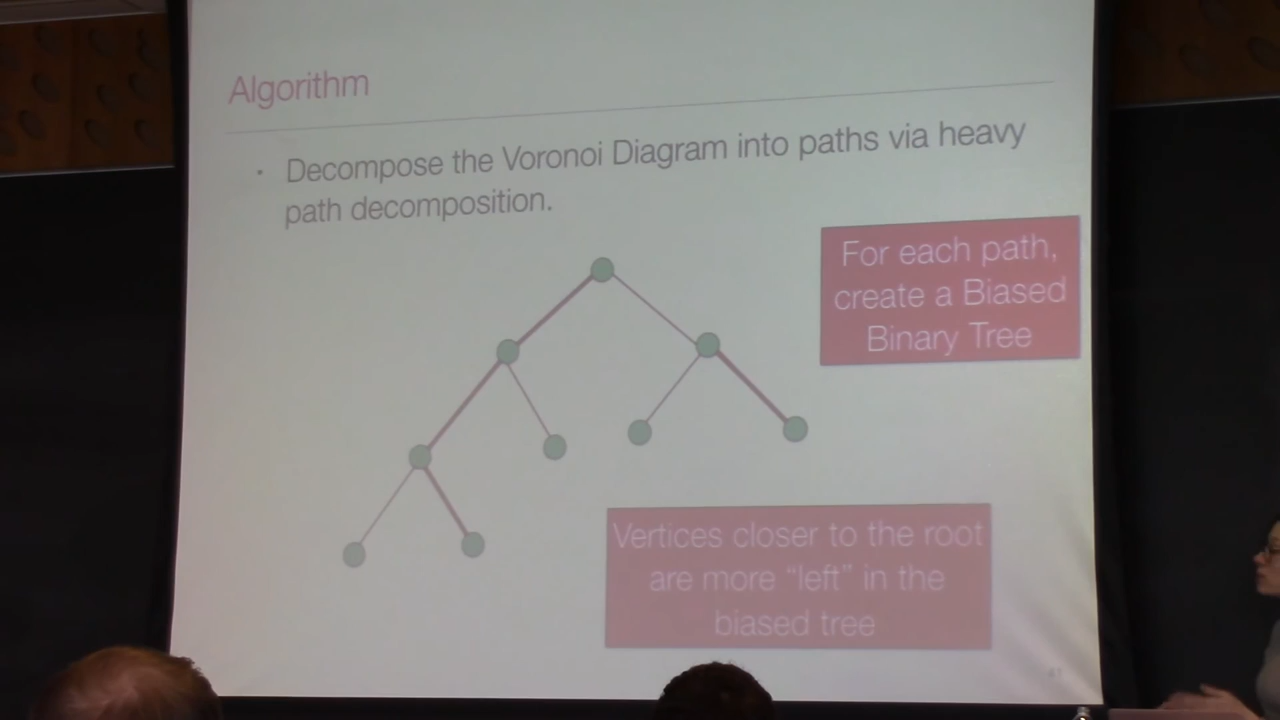 Algorithm
· Decompose the Voronoi Diagram into paths via heavy
path decomposition.
For each path,
create a Biased
Binary Tree
Vertices closer to the root
are more “left” in the
biased tree